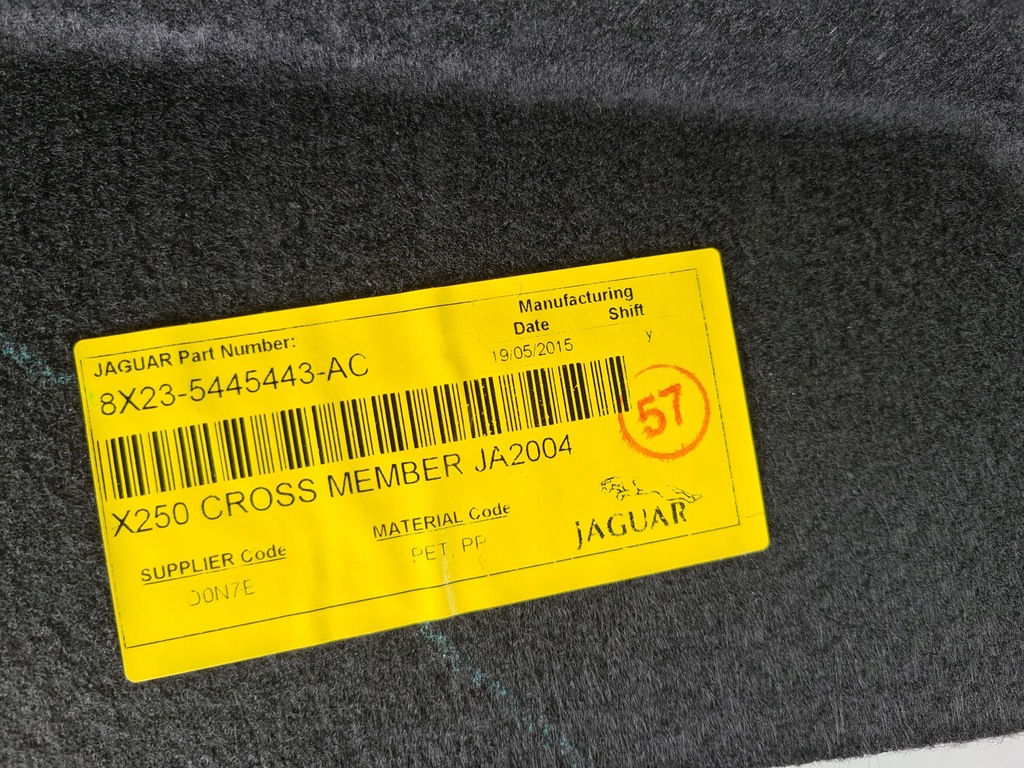 JAGUAR Part Number:
8X23-5445443-AC
Manufacturing
Date Shift
19/05/2015 y
57
X250 CROSS MEMBER JA2004
SUPPLIER Code
MATERIAL Code
PET, PP
JAGUAR